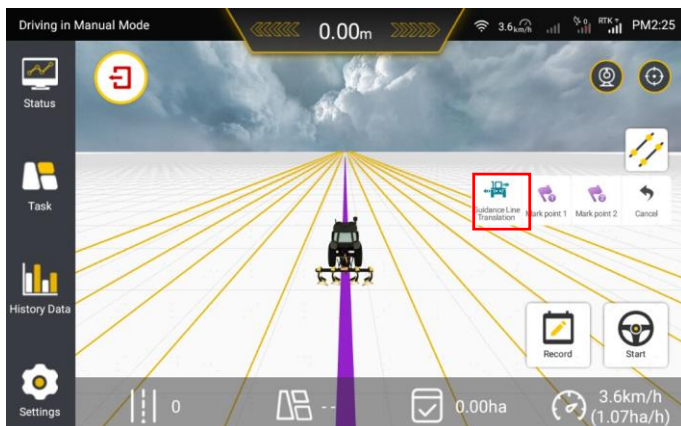 Driving in Manual Mode
0.00m
3.6km/h
0
RTK
PM2:25
Status
Task
History Data
Settings
Guidance Line
Translation
Mark point 1
Mark point 2
Cancel
Record
Start
0
--
0.00ha
3.6km/h
(1.07ha/h)